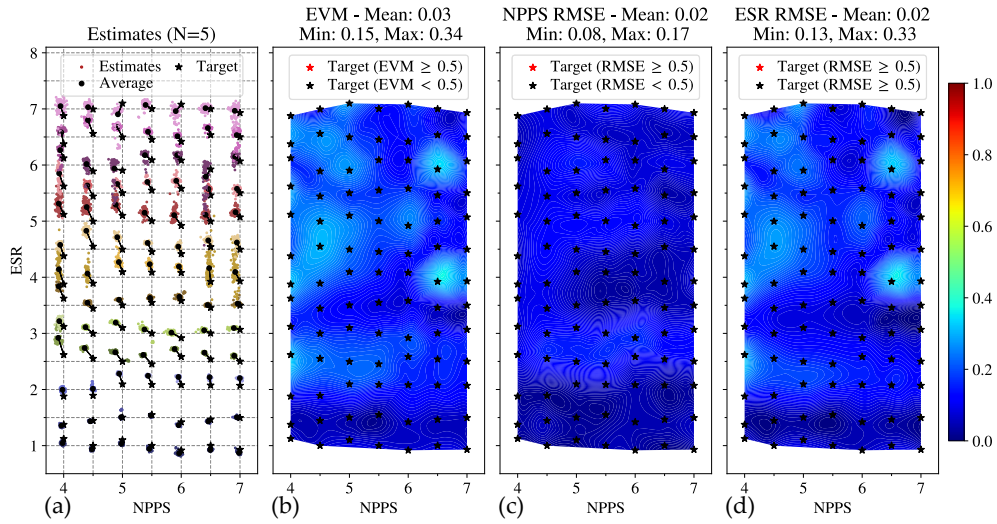 Estimates (N=5)
Estimates
Average
Target
ESR
8
7
6
5
4
3
2
1
4 5 6 7
NPPS
(a)
EVM - Mean: 0.03
Min: 0.15, Max: 0.34
Target (EVM ≥ 0.5)
Target (EVM < 0.5)
4 5 6 7
NPPS
(b)
NPPS RMSE - Mean: 0.02
Min: 0.08, Max: 0.17
Target (RMSE ≥ 0.5)
Target (RMSE < 0.5)
4 5 6 7
NPPS
(c)
ESR RMSE - Mean: 0.02
Min: 0.13, Max: 0.33
Target (RMSE ≥ 0.5)
Target (RMSE ≥ 0.5)
4 5 6 7
NPPS
(d)
1.0
0.8
0.6
0.4
0.2
0.0